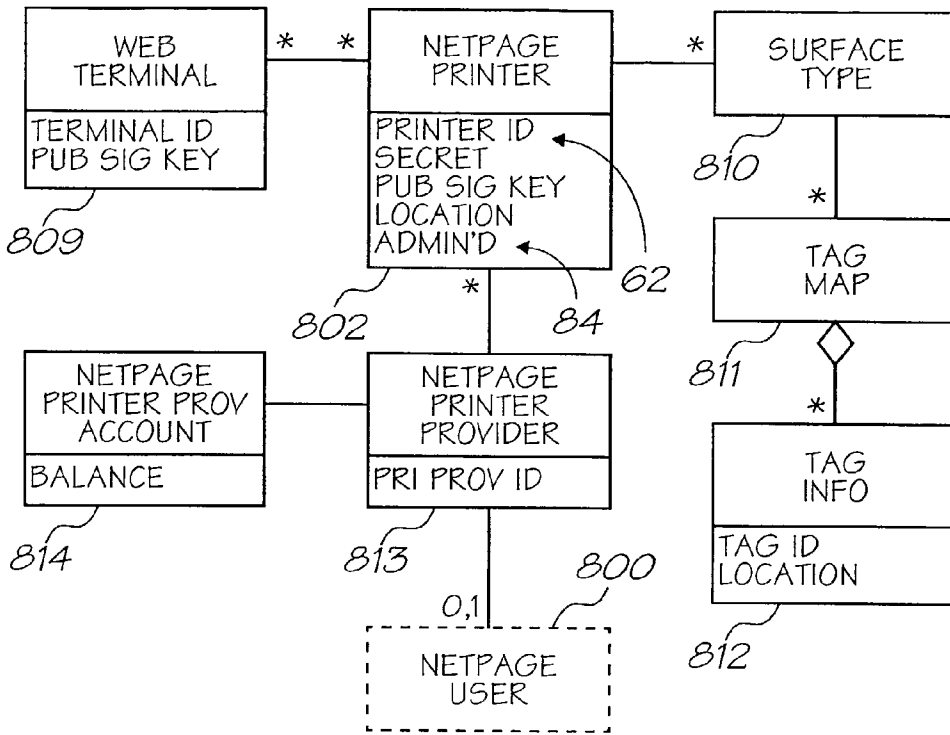 WEB
TERMINAL
TERMINAL ID
PUB SIG KEY
809
* *
NETPAGE
PRINTER
PRINTER ID
SECRET
PUB SIG KEY
LOCATION
ADMIN'D
802
62
84
*
*
SURFACE
TYPE
810
*
TAG
MAP
811
*
TAG
INFO
TAG ID
LOCATION
812
NETPAGE
PRINTER PROV
ACCOUNT
BALANCE
814
NETPAGE
PRINTER
PROVIDER
PRI PROV ID
813
0,1
800
NETPAGE
USER